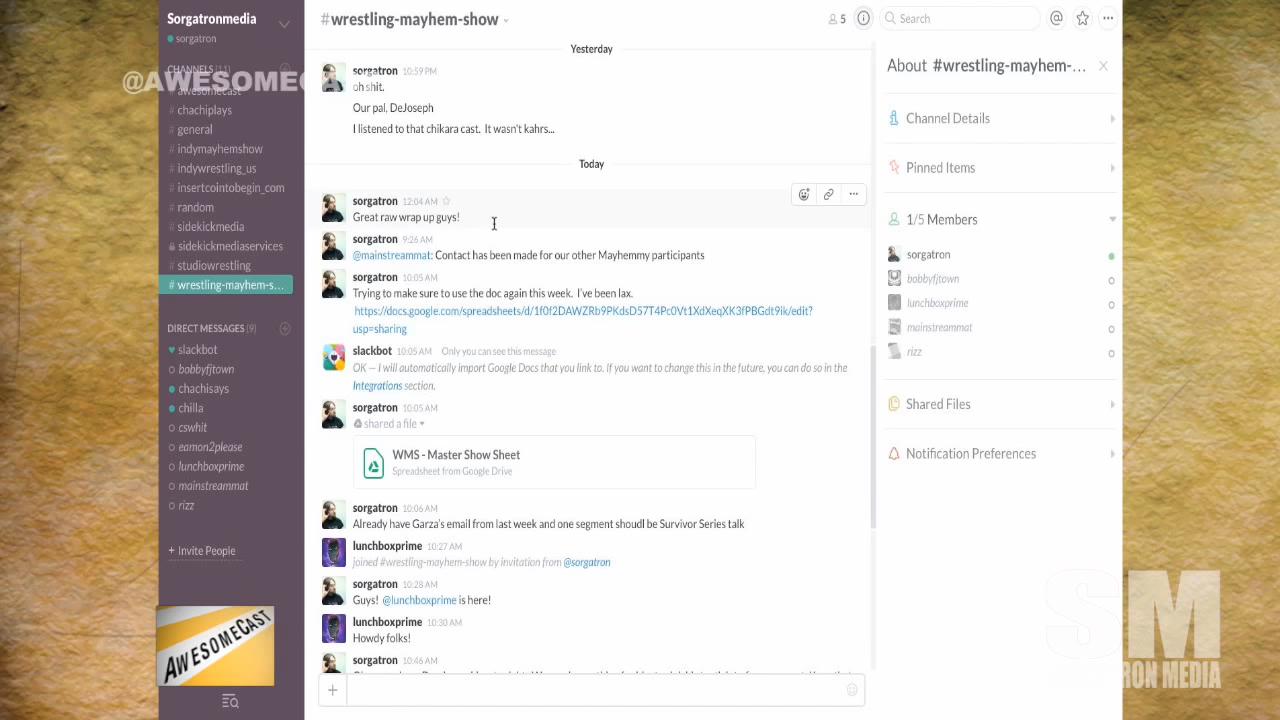 Sorgatronmedia
sorgatron
CHANNELS (11)
@AWESOMEC
# awesomecast
# chachiplays
# general
# indymayhemshow
# indywrestling_us
# insertcointobegin_com
# random
# sidekickmedia
sidekickmediaservices
# studiowrestling
# wrestling-mayhem-s...
DIRECT MESSAGES (9)
slackbot
bobbyfjtown
chachisays
chilla
cswhit
eamon2please
lunchboxprime
mainstreammat
rizz
+ Invite People
AWESOMECAST
#wrestling-mayhem-show
5
Search
Yesterday
sorgatron 10:59 PM
oh shit.
Our pal, DeJoseph
I listened to that chikara cast. It wasn't kahrs...
Today
sorgatron 12:04 AM
Great raw wrap up guys!
sorgatron 9:26 AM
@mainstreammat: Contact has been made for our other Mayhemmy participants
sorgatron 10:05 AM
Trying to make sure to use the doc again this week. I've been lax.
https://docs.google.com/spreadsheets/d/1f0f2DAWZRb9PKdsD57T4Pc0Vt1XdXeqXK3fPBGdt9ik/edit?
usp=sharing
slackbot 10:05 AM Only you can see this message
OK — I will automatically import Google Docs that you link to. If you want to change this in the future, you can do so in the
Integrations section.
sorgatron 10:05 AM
shared a file
WMS - Master Show Sheet
Spreadsheet from Google Drive
sorgatron 10:06 AM
Already have Garza's email from last week and one segment shoudl be Survivor Series talk
lunchboxprime 10:27 AM
joined #wrestling-mayhem-show by invitation from @sorgatron
sorgatron 10:28 AM
Guys! @lunchboxprime is here!
lunchboxprime 10:30 AM
Howdy folks!
sorgatron 10:46 AM
About #wrestling-mayhem-...
Channel Details
Pinned Items
1/5 Members
sorgatron
bobbyfjtown
lunchboxprime
mainstreammat
rizz
Shared Files
Notification Preferences
SM
RON MEDIA